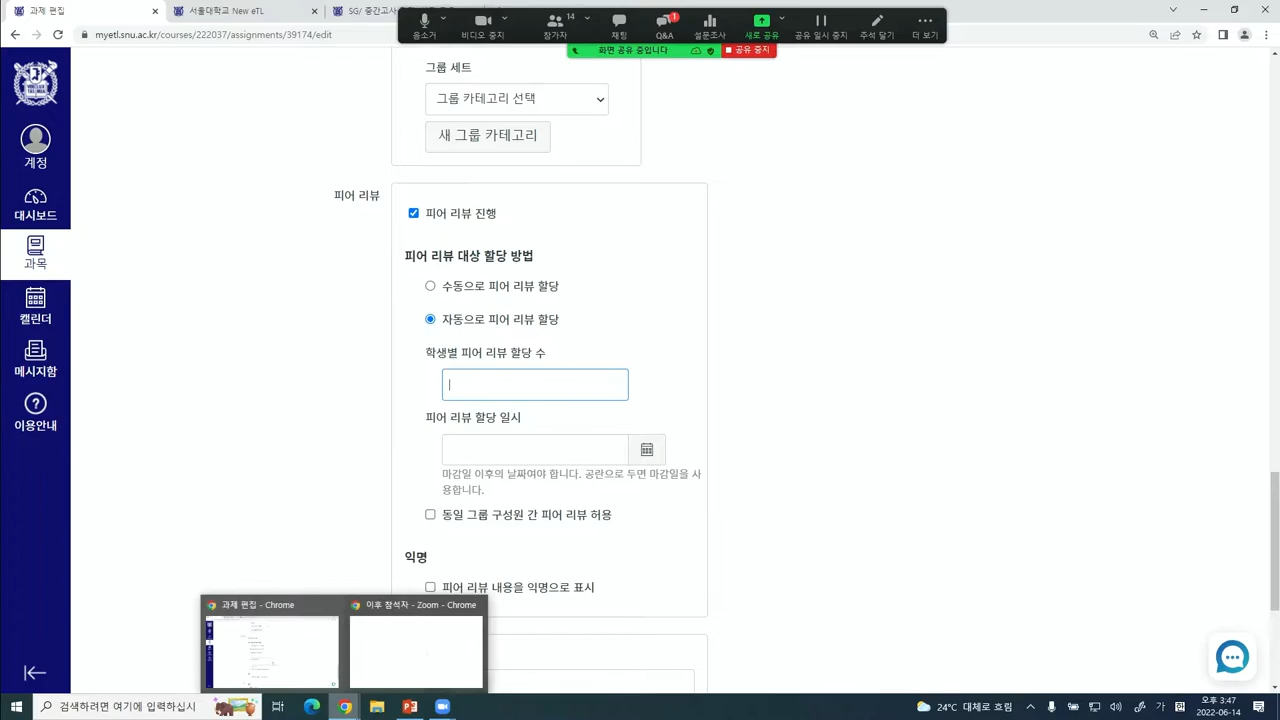 과제 편집
서울대학교 New eTL
SG/ 중간고
myetl.snu.ac.kr/courses/222037/assignments/39174/edit
음소거
비디오 중지
14
참가자
채팅
1
Q&A
설문조사
새로 공유
공유 일시 중지
주석 달기
더 보기
화면 공유 중입니다
공유 중지
계정
대시보드
과목
캘린더
메시지함
이용안내
그룹 세트
그룹 카테고리 선택
새 그룹 카테고리
피어 리뷰
피어 리뷰 진행
피어 리뷰 대상 할당 방법
수동으로 피어 리뷰 할당
자동으로 피어 리뷰 할당
학생별 피어 리뷰 할당 수
피어 리뷰 할당 일시
마감일 이후의 날짜여야 합니다. 공란으로 두면 마감일을 사
용합니다.
동일 그룹 구성원 간 피어 리뷰 허용
익명
피어 리뷰 내용을 익명으로 표시
과제 편집 - Chrome
이후 참석자 - Zoom - Chrome
검색하려면 여기에 입력하십시
24°C 대체로 흐림
가
오후 3:47
2022-06-14